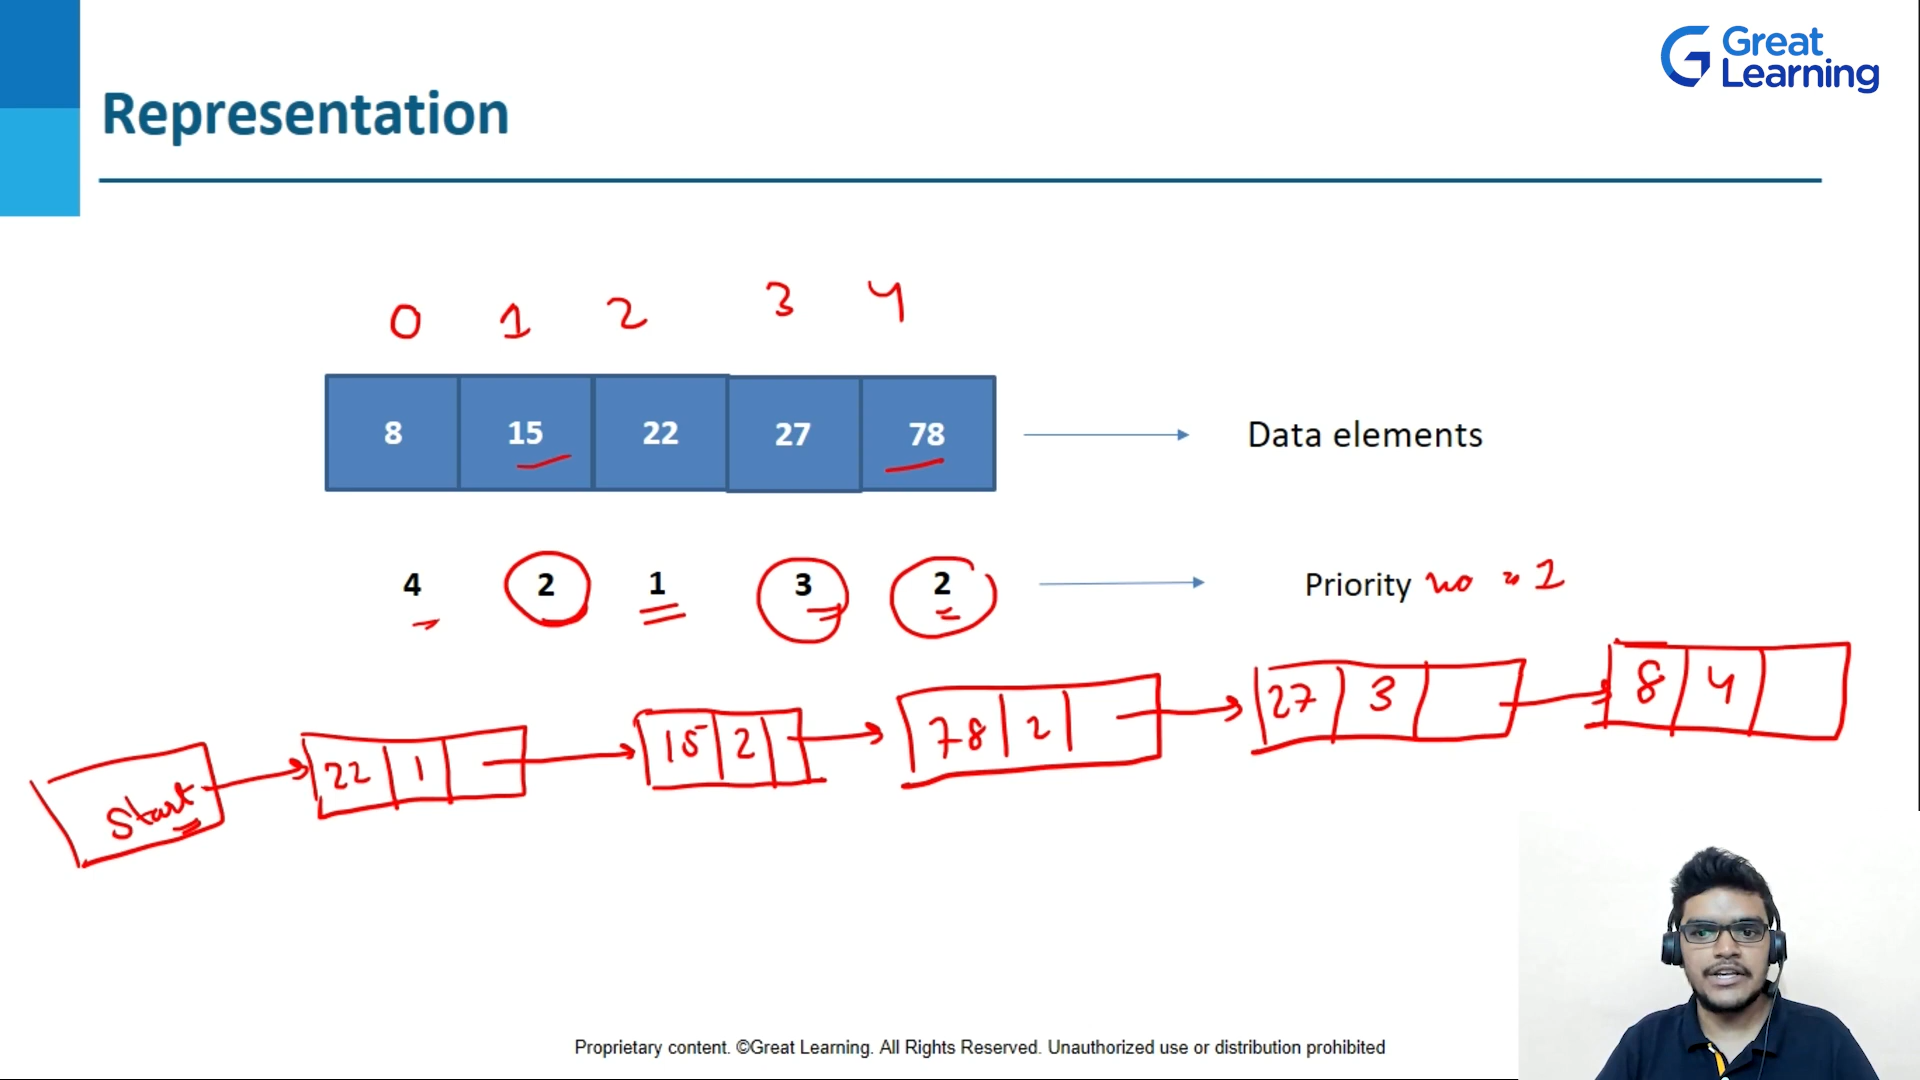 Great
Learning
Representation
0 1 2 3 4
8 15 22 27 78 Data elements
4 2 1 3 2 Priority no
Start 22 1 15 2 78 2 27 3 8 4
Proprietary content. ©Great Learning. All Rights Reserved. Unauthorized use or distribution prohibited